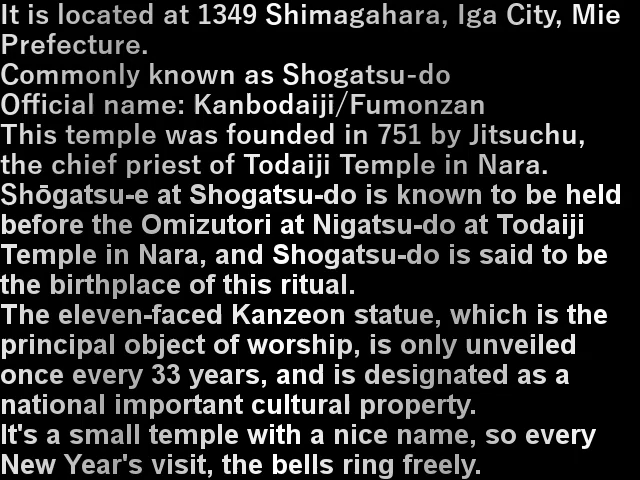 It is located at 1349 Shimagahara, Iga City, Mie
Prefecture.
Commonly known as Shogatsu-do
Official name: Kanbodaiji/Fumonzan
This temple was founded in 751 by Jitsuchu,
the chief priest of Todaiji Temple in Nara.
Shōgatsu-e at Shogatsu-do is known to be held
before the Omizutori at Nigatsu-do at Todaiji
Temple in Nara, and Shogatsu-do is said to be
the birthplace of this ritual.
The eleven-faced Kanzeon statue, which is the
principal object of worship, is only unveiled
once every 33 years, and is designated as a
national important cultural property.
It's a small temple with a nice name, so every
New Year's visit, the bells ring freely.